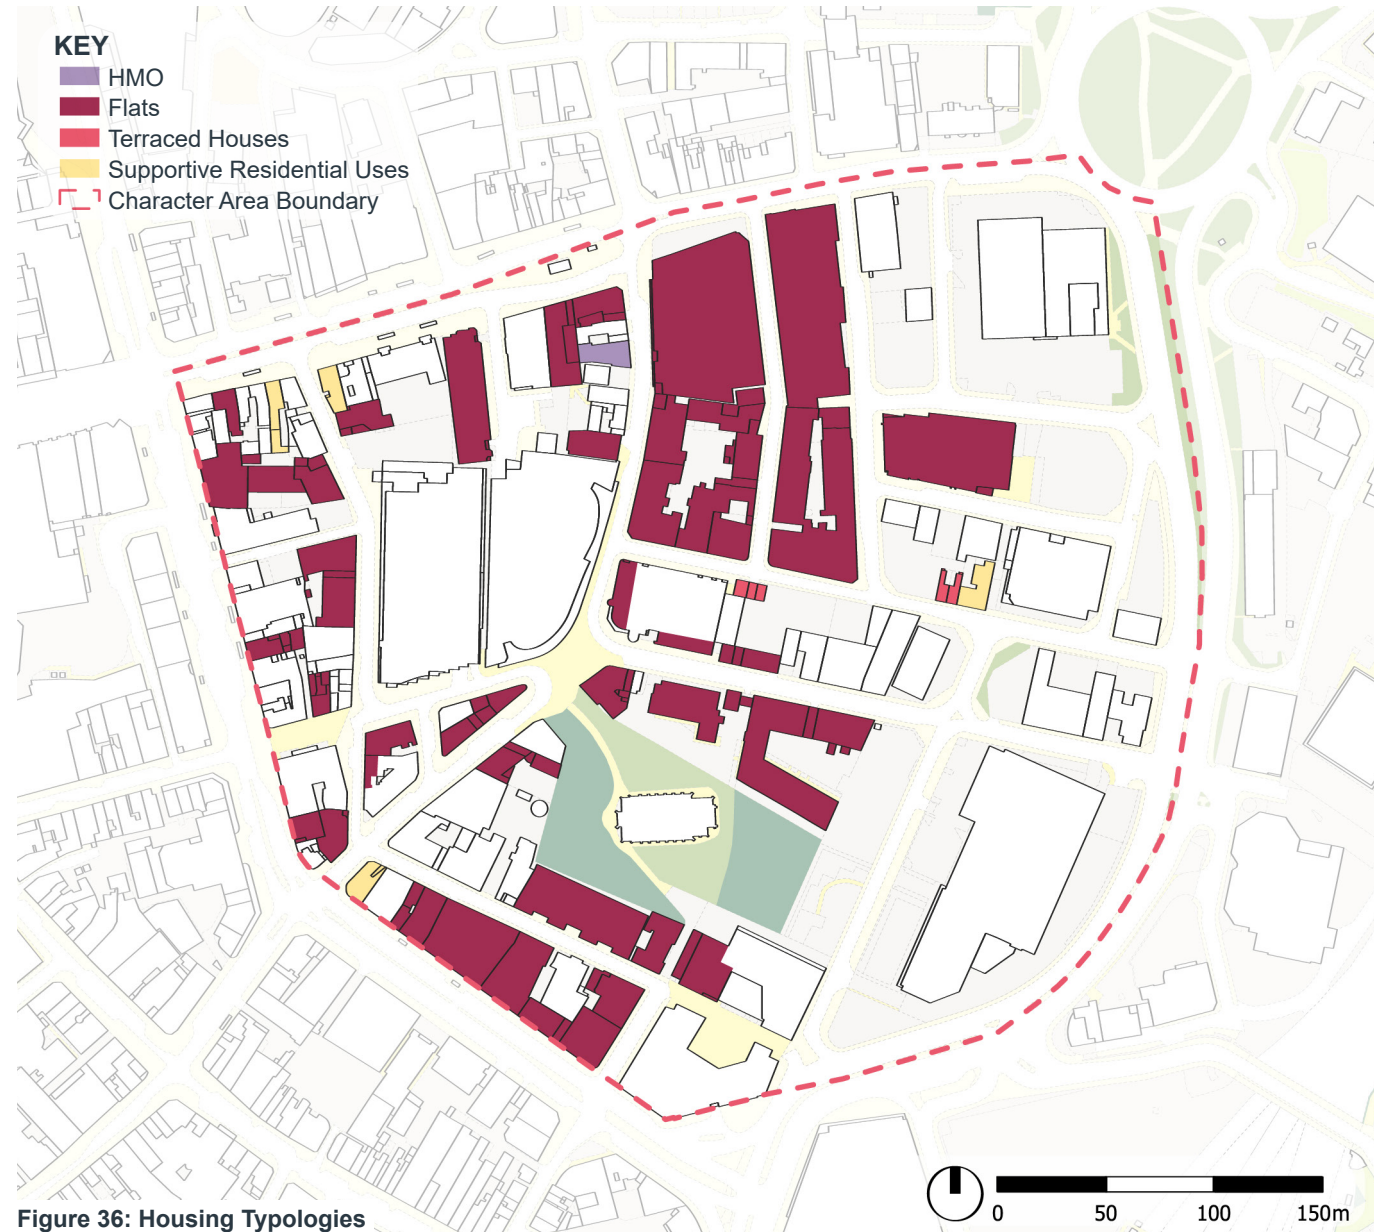 KEY
HMO
Flats
Terraced Houses
Supportive Residential Uses
Character Area Boundary
0 50 100 150m
Figure 36: Housing Typologies